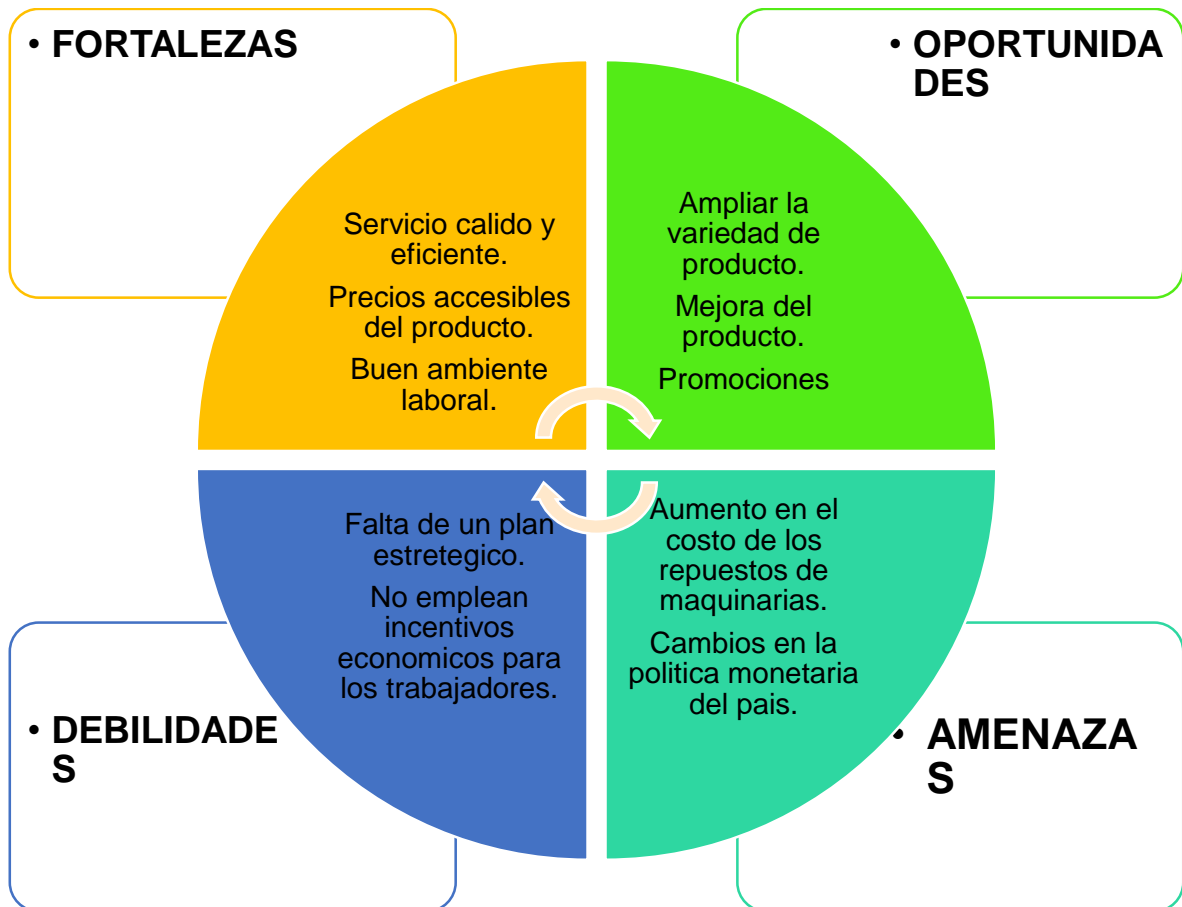 • FORTALEZAS
Servicio calido y
eficiente.
Precios accesibles
del producto.
Buen ambiente
laboral.
• OPORTUNIDA
DES
Ampliar la
variedad de
producto.
Mejora del
producto.
Promociones
Falta de un plan
estretegico.
No emplean
incentivos
economicos para
los trabajadores.
• DEBILIDADE
S
Aumento en el
costo de los
repuestos de
maquinarias.
Cambios en la
politica monetaria
del pais.
• AMENAZA
S